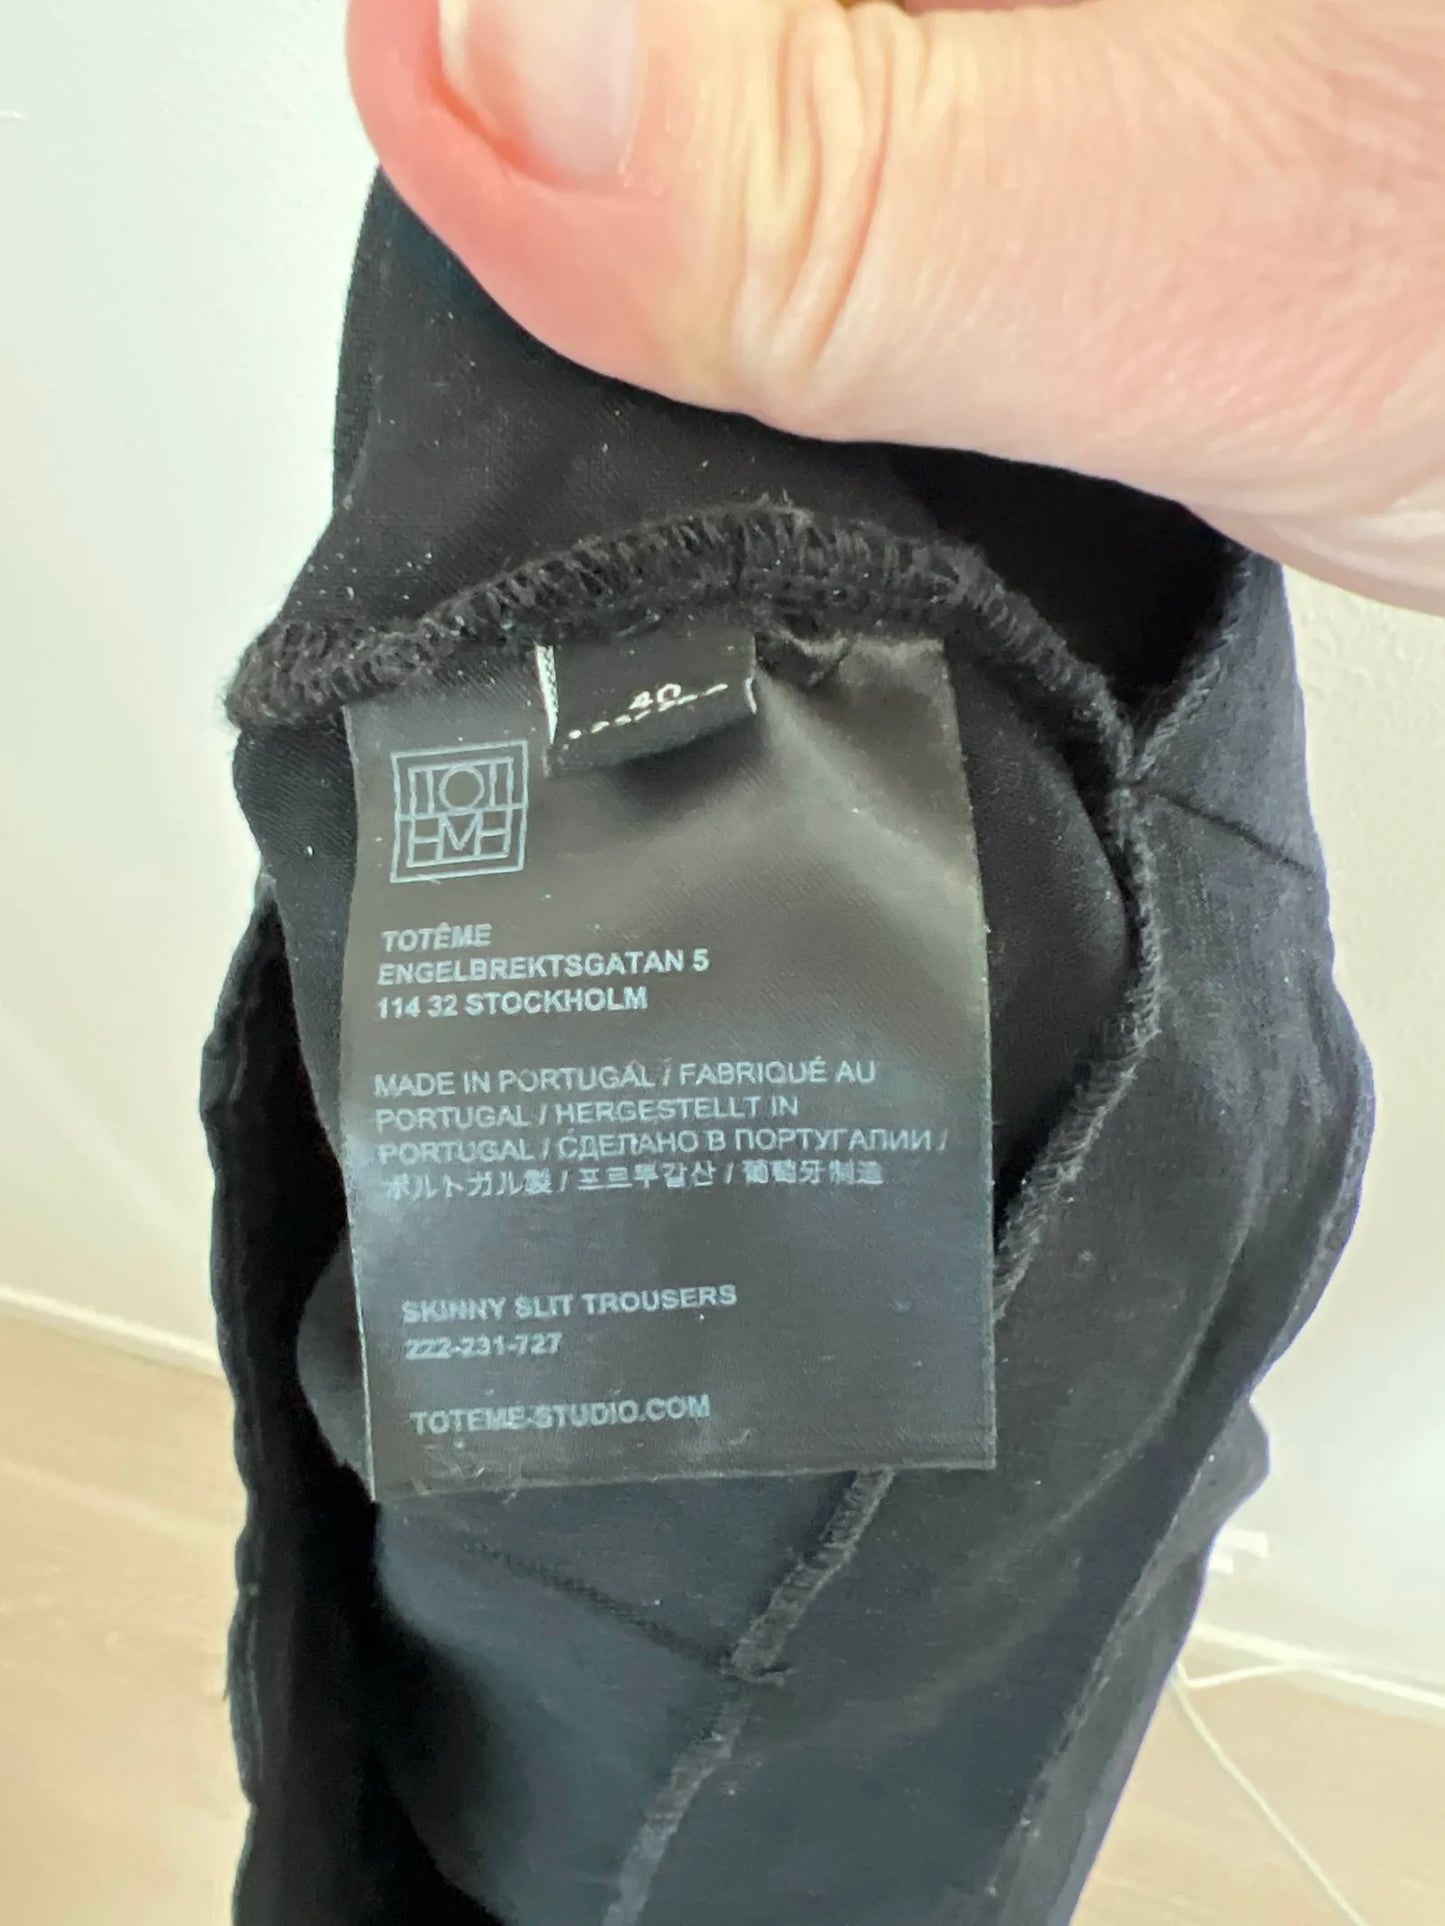 40
TOTÊME
TOTÊME
ENGELBREKTSGATAN 5
114 32 STOCKHOLM
MADE IN PORTUGAL / FABRIQUÉ AU
PORTUGAL / HERGESTELLT IN
PORTUGAL / СДЕЛАНО В ПОРТУГАЛИИ /
ポルトガル製 / 포르투갈산 / 葡萄牙制造
SKINNY SLIT TROUSERS
222-231-727
TOTEME-STUDIO.COM